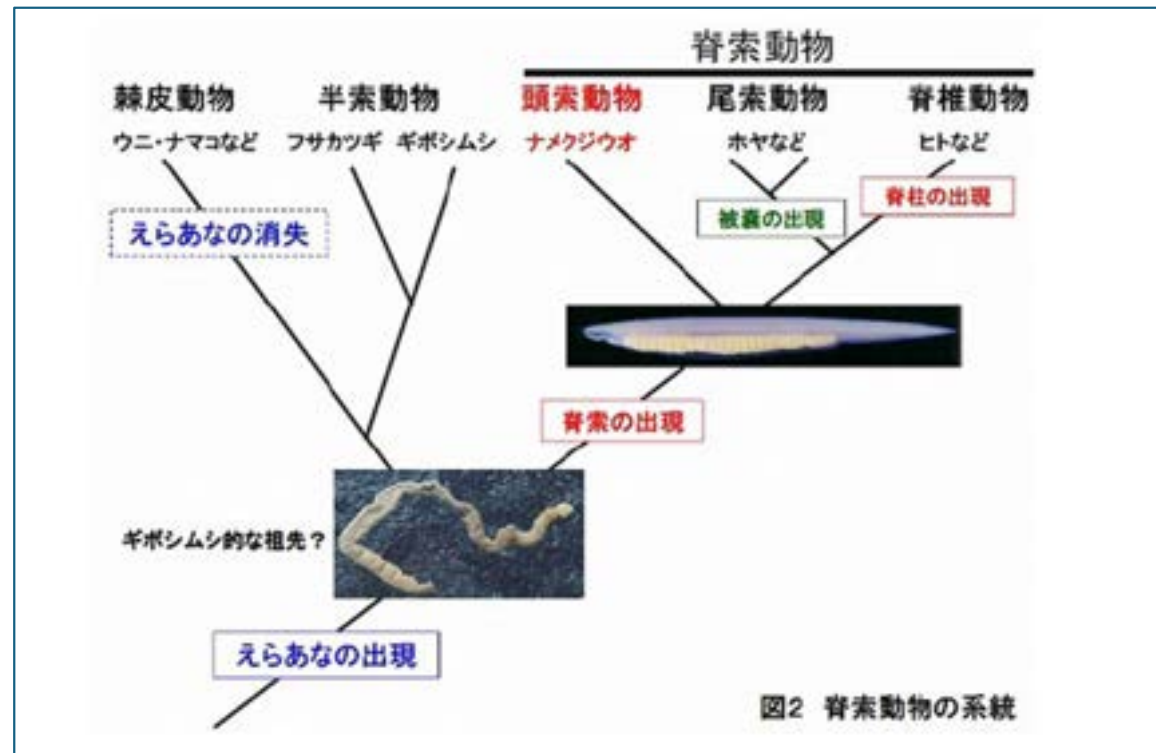 脊索動物
棘皮動物 半索動物 頭索動物 尾索動物 脊椎動物
ウニ・ナマコなど フサカツギ ギボシムシ ナメクジウオ ホヤなど ヒトなど
えらあなの消失
被嚢の出現
脊柱の出現
脊索の出現
ギボシムシ的な祖先?
えらあなの出現
図2 脊索動物の系統